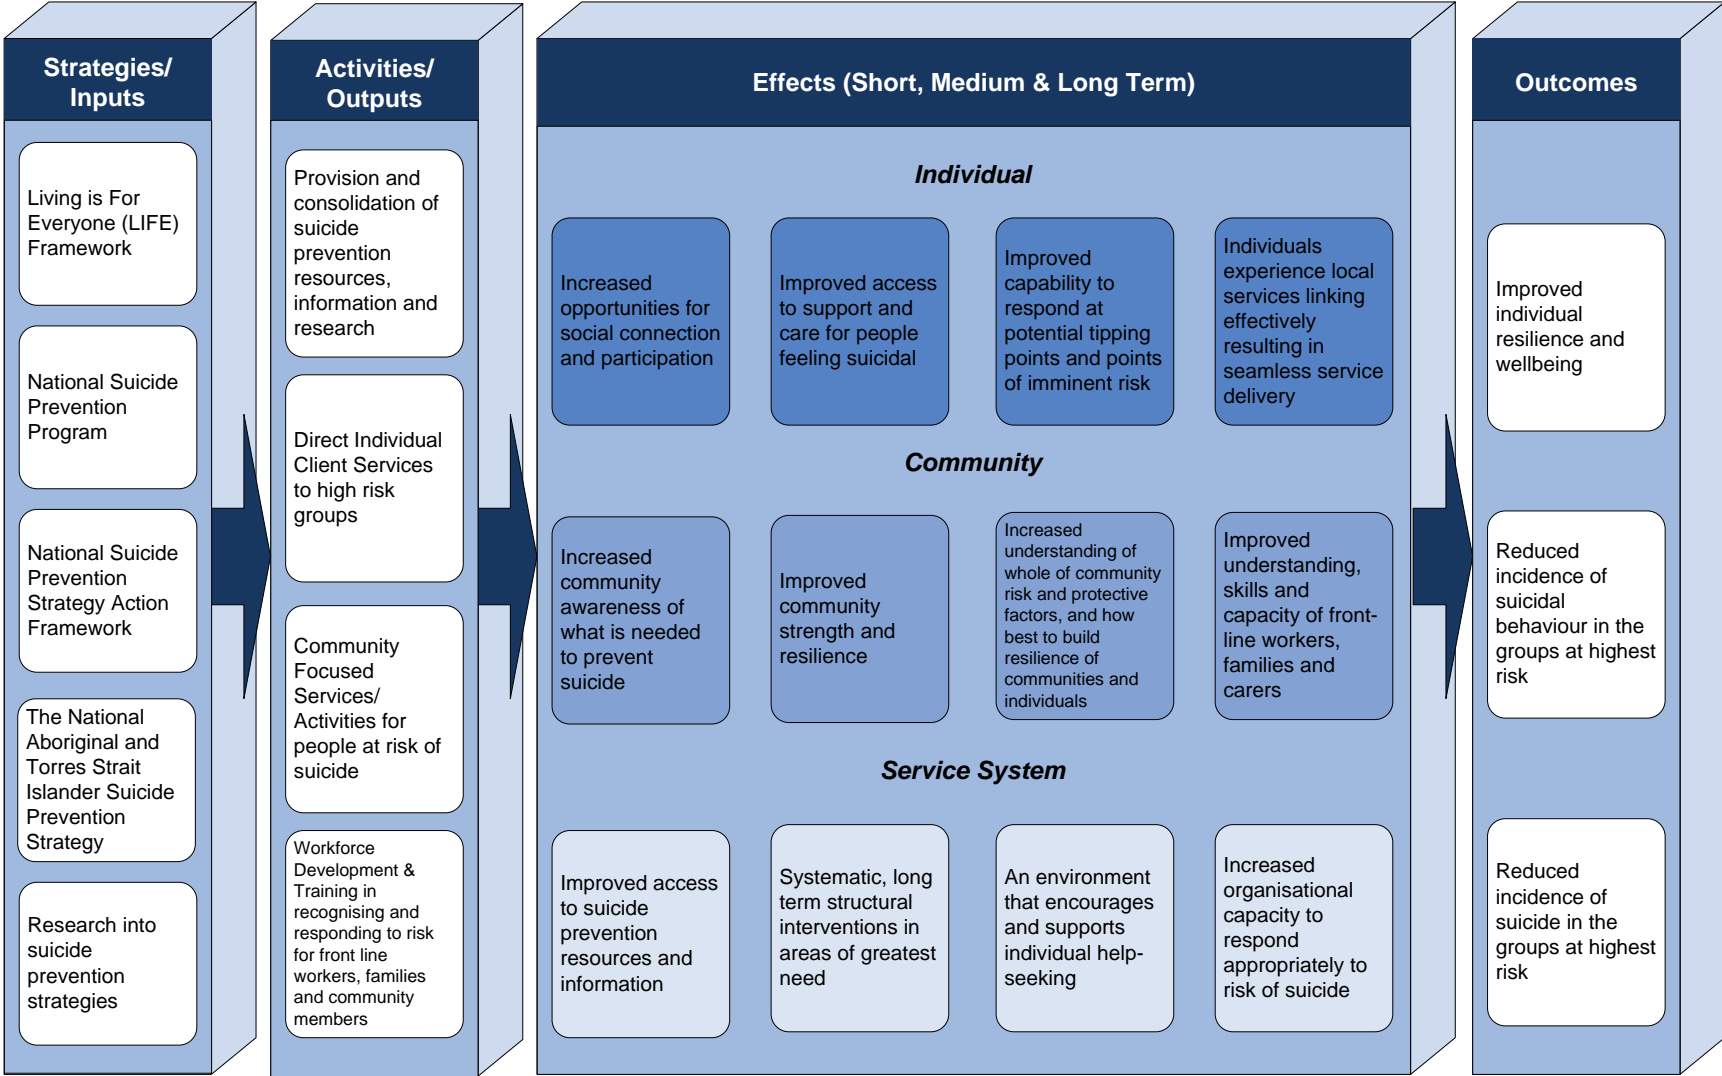 Strategies/
Inputs
Living is For
Everyone (LIFE)
Framework
National Suicide
Prevention
Program
National Suicide
Prevention
Strategy Action
Framework
The National
Aboriginal and
Torres Strait
Islander Suicide
Prevention
Strategy
Research into
suicide
prevention
strategies
Activities/
Outputs
Provision and
consolidation of
suicide
prevention
resources,
information and
research
Direct Individual
Client Services
to high risk
groups
Community
Focused
Services/
Activities for
people at risk of
suicide
Workforce
Development &
Training in
recognising and
responding to risk
for front line
workers, families
and community
members
Effects (Short, Medium & Long Term)
Individual
Increased
opportunities for
social connection
and participation
Improved access
to support and
care for people
feeling suicidal
Improved
capability to
respond at
potential tipping
points and points
of imminent risk
Individuals
experience local
services linking
effectively
resulting in
seamless service
delivery
Community
Increased
community
awareness of
what is needed
to prevent
suicide
Improved
community
strength and
resilience
Increased
understanding of
whole of community
risk and protective
factors, and how
best to build
resilience of
communities and
individuals
Improved
understanding,
skills and
capacity of front-
line workers,
families and
carers
Service System
Improved access
to suicide
prevention
resources and
information
Systematic, long
term structural
interventions in
areas of greatest
need
An environment
that encourages
and supports
individual help-
seeking
Increased
organisational
capacity to
respond
appropriately to
risk of suicide
Outcomes
Improved
individual
resilience and
wellbeing
Reduced
incidence of
suicidal
behaviour in the
groups at highest
risk
Reduced
incidence of
suicide in the
groups at highest
risk